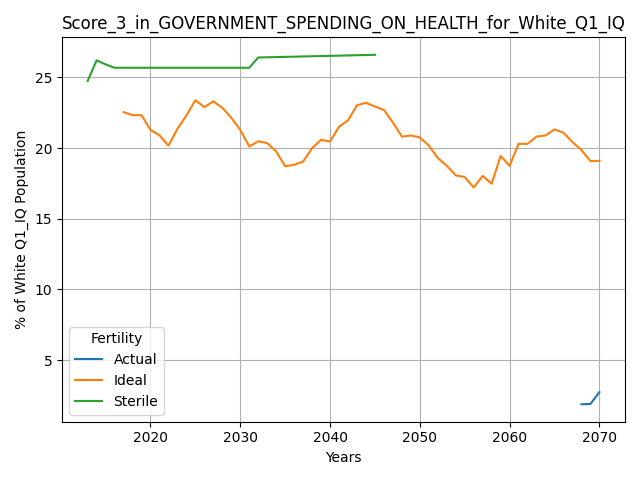 Score_3_in_GOVERNMENT_SPENDING_ON_HEALTH_for_White_Q1_IQ
% of White Q1_IQ Population
25
20
15
10
5
Fertility
Actual
Ideal
Sterile
2020 2030 2040 2050 2060 2070
Years